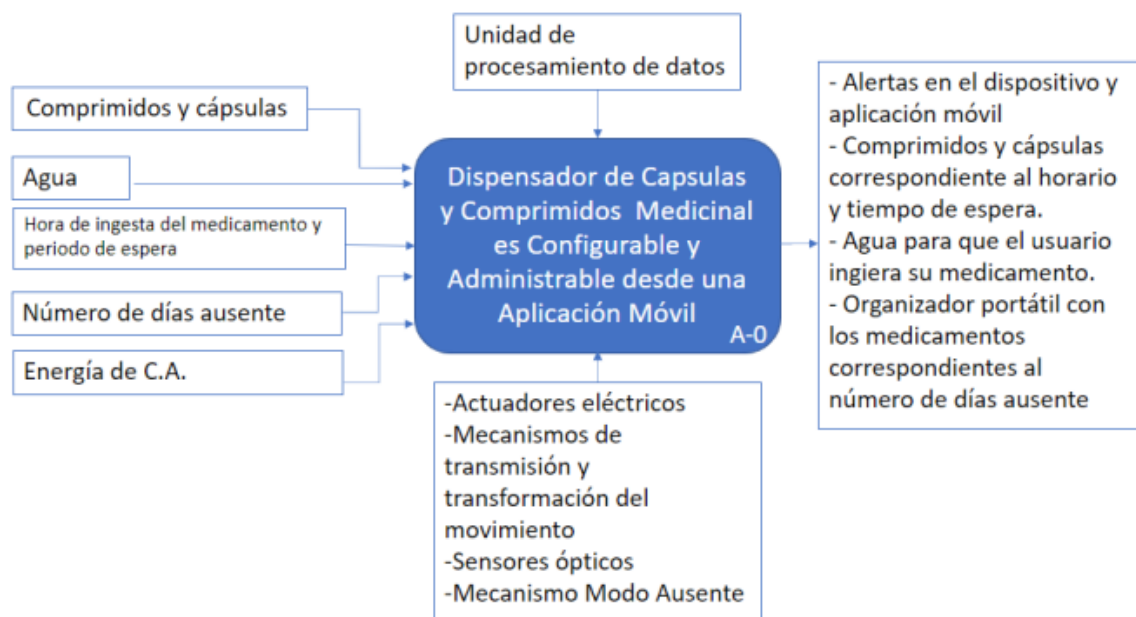 Unidad de
procesamiento de datos
Comprimidos y cápsulas
Agua
Hora de ingesta del medicamento y
periodo de espera
Número de días ausente
Energía de C.A.
Dispensador de Capsulas
y Comprimidos Medicinal
es Configurable y
Administrable desde una
Aplicación Móvil
A-0
-Actuadores eléctricos
-Mecanismos de
transmisión y
transformación del
movimiento
-Sensores ópticos
-Mecanismo Modo Ausente
- Alertas en el dispositivo y
aplicación móvil
- Comprimidos y cápsulas
correspondiente al horario
y tiempo de espera.
- Agua para que el usuario
ingiera su medicamento.
- Organizador portátil con
los medicamentos
correspondientes al
número de días ausente